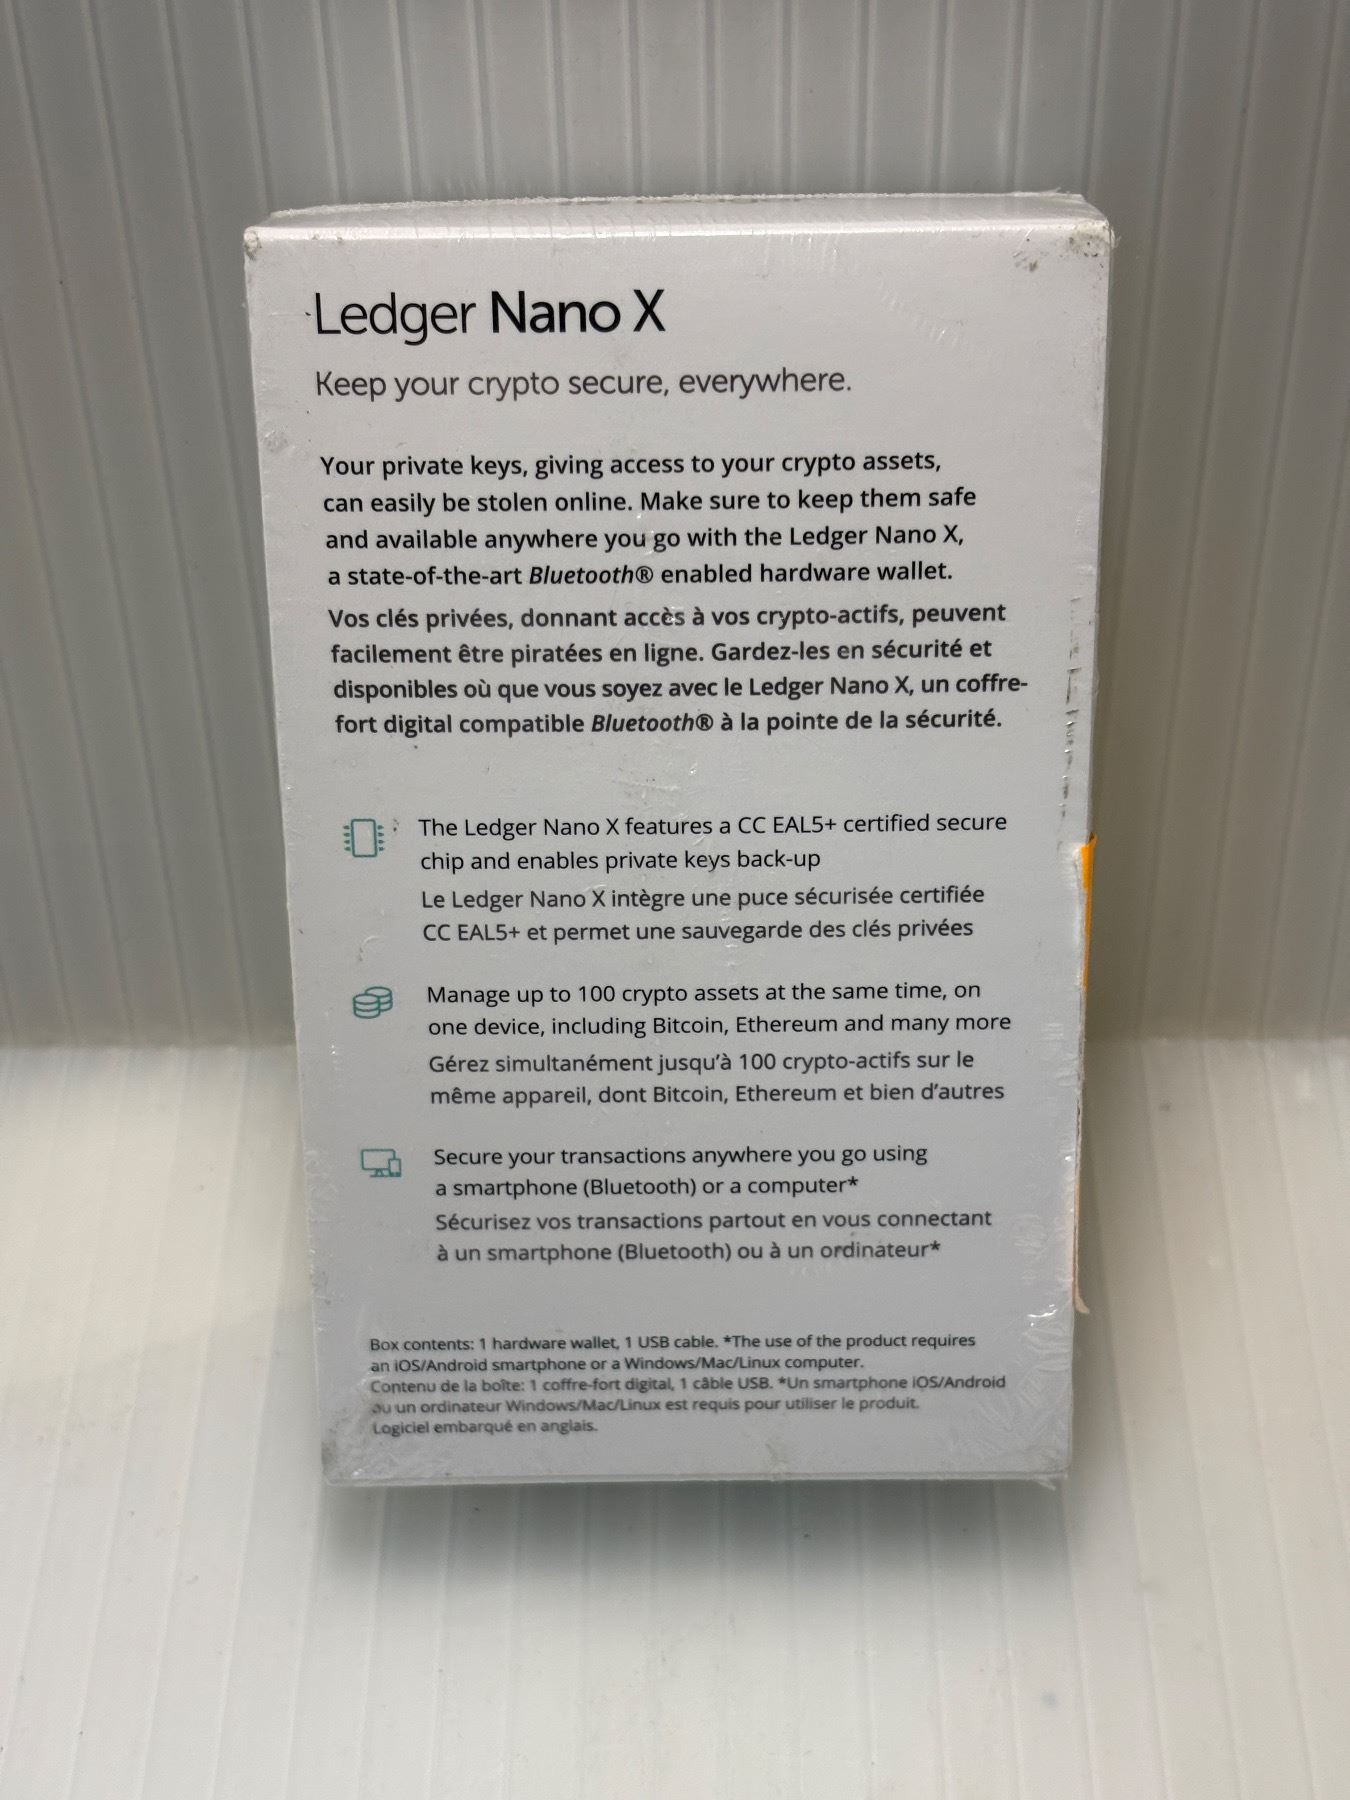 Ledger Nano X
Keep your crypto secure, everywhere.
Your private keys, giving access to your crypto assets,
can easily be stolen online. Make sure to keep them safe
and available anywhere you go with the Ledger Nano X,
a state-of-the-art Bluetooth® enabled hardware wallet.
Vos clés privées, donnant accès à vos crypto-actifs, peuvent
facilement être piratées en ligne. Gardez-les en sécurité et
disponibles où que vous soyez avec le Ledger Nano X, un coffre-
fort digital compatible Bluetooth® à la pointe de la sécurité.
The Ledger Nano X features a CC EAL5+ certified secure
chip and enables private keys back-up
Le Ledger Nano X intègre une puce sécurisée certifiée
CC EAL5+ et permet une sauvegarde des clés privées
Manage up to 100 crypto assets at the same time, on
one device, including Bitcoin, Ethereum and many more
Gérez simultanément jusqu’à 100 crypto-actifs sur le
même appareil, dont Bitcoin, Ethereum et bien d’autres
Secure your transactions anywhere you go using
a smartphone (Bluetooth) or a computer*
Sécurisez vos transactions partout en vous connectant
à un smartphone (Bluetooth) ou à un ordinateur*
Box contents: 1 hardware wallet, 1 USB cable. *The use of the product requires
an iOS/Android smartphone or a Windows/Mac/Linux computer.
Contenu de la boîte: 1 coffre-fort digital, 1 câble USB. *Un smartphone iOS/Android
ou un ordinateur Windows/Mac/Linux est requis pour utiliser le produit.
Logiciel embarqué en anglais.